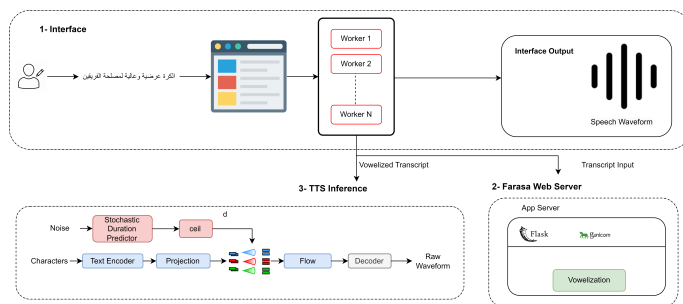 1- Interface
الكرة عرضية وعالية لمصلحة الفريقين
Worker 1
Worker 2
Worker N
Interface Output
Speech Waveform
Vowelized Transcript
Transcript Input
3- TTS Inference
2- Farasa Web Server
Noise
Stochastic
Duration
Predictor
ceil
d
Characters
Text Encoder
Projection
Flow
Decoder
Raw
Waveform
App Server
Flask
gunicorn
Vowelization